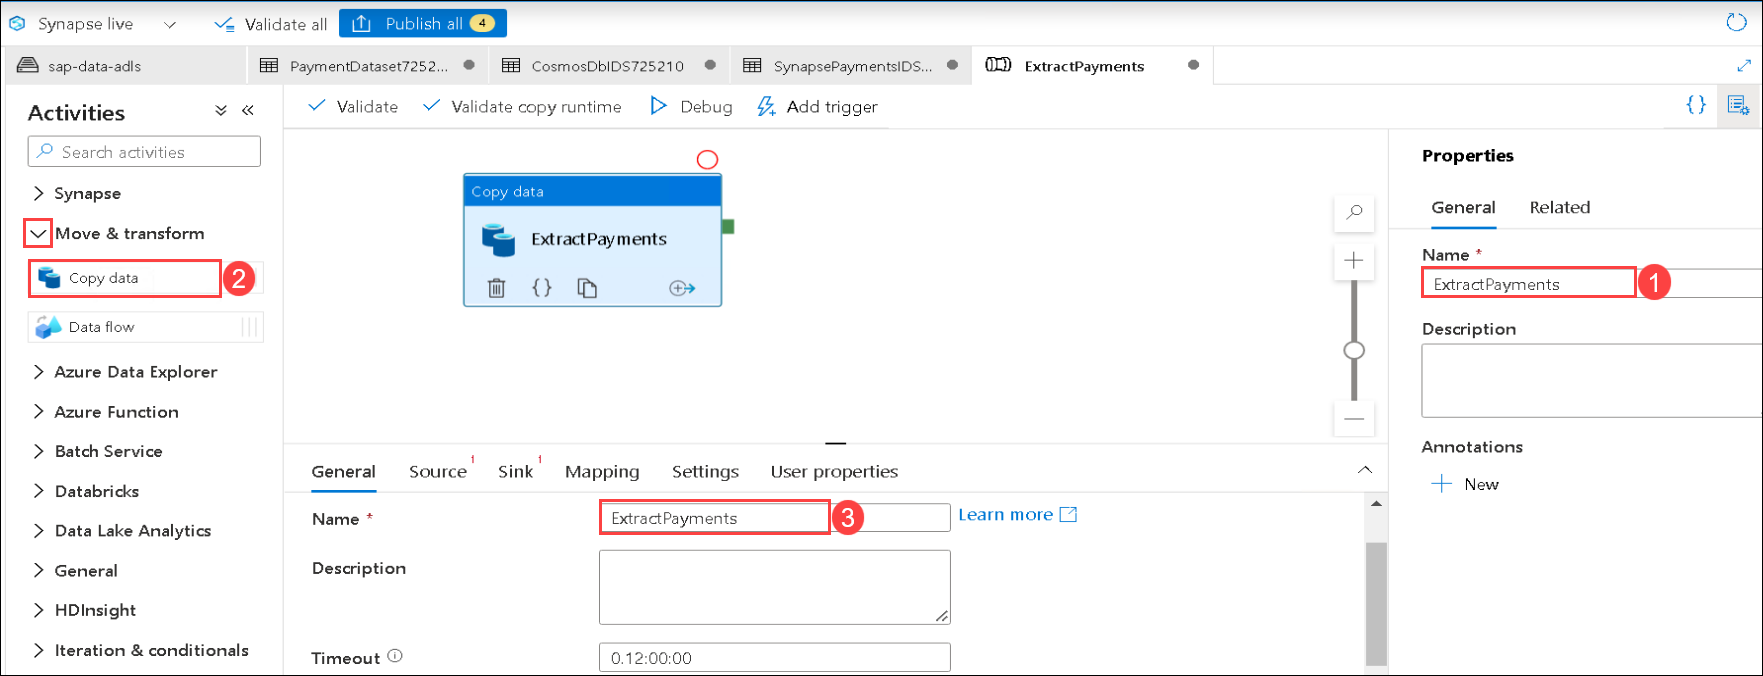 Synapse live
Validate all
Publish all 4
sap-data-adls
PaymentDataset7252...
CosmosDbIDS725210
SynapsePaymentsIDS...
ExtractPayments
Activities
Validate
Validate copy runtime
Debug
Add trigger
{}
Search activities
Synapse
Move & transform
Copy data
2
Data flow
Azure Data Explorer
Azure Function
Batch Service
Databricks
Data Lake Analytics
General
HDInsight
Iteration & conditionals
Copy data
ExtractPayments
{}
General
Source 1
Sink 1
Mapping
Settings
User properties
Name *
ExtractPayments
3
Learn more
Description
Timeout
0.12:00:00
Properties
General
Related
Name *
ExtractPayments
1
Description
Annotations
New